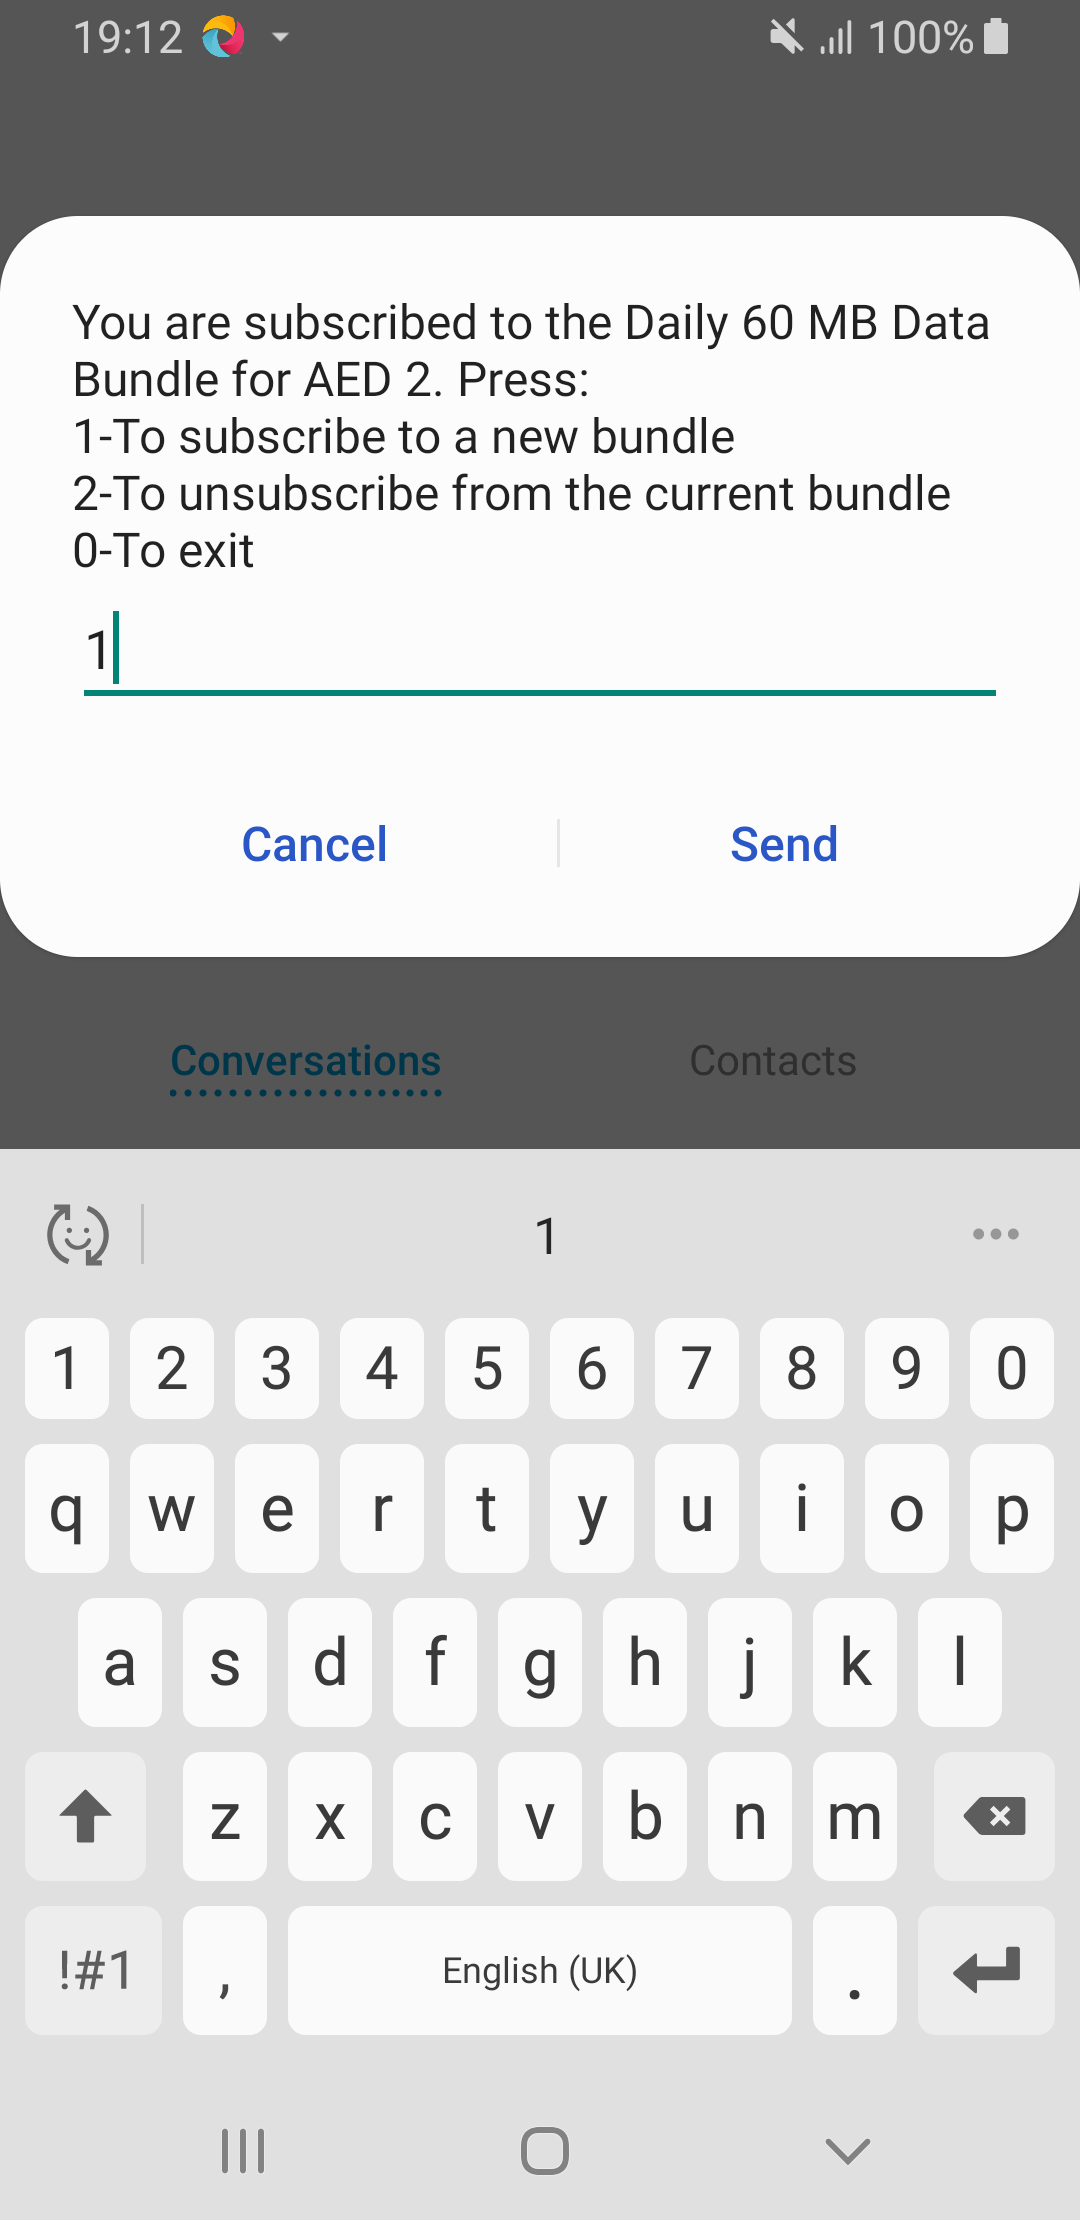 19:12 100%
You are subscribed to the Daily 60 MB Data
Bundle for AED 2. Press:
1-To subscribe to a new bundle
2-To unsubscribe from the current bundle
0-To exit
1
Cancel Send
Conversations Contacts
1
1 2 3 4 5 6 7 8 9 0
q w e r t y u i o p
a s d f g h j k l
z x c v b n m
!#1 , English (UK) .